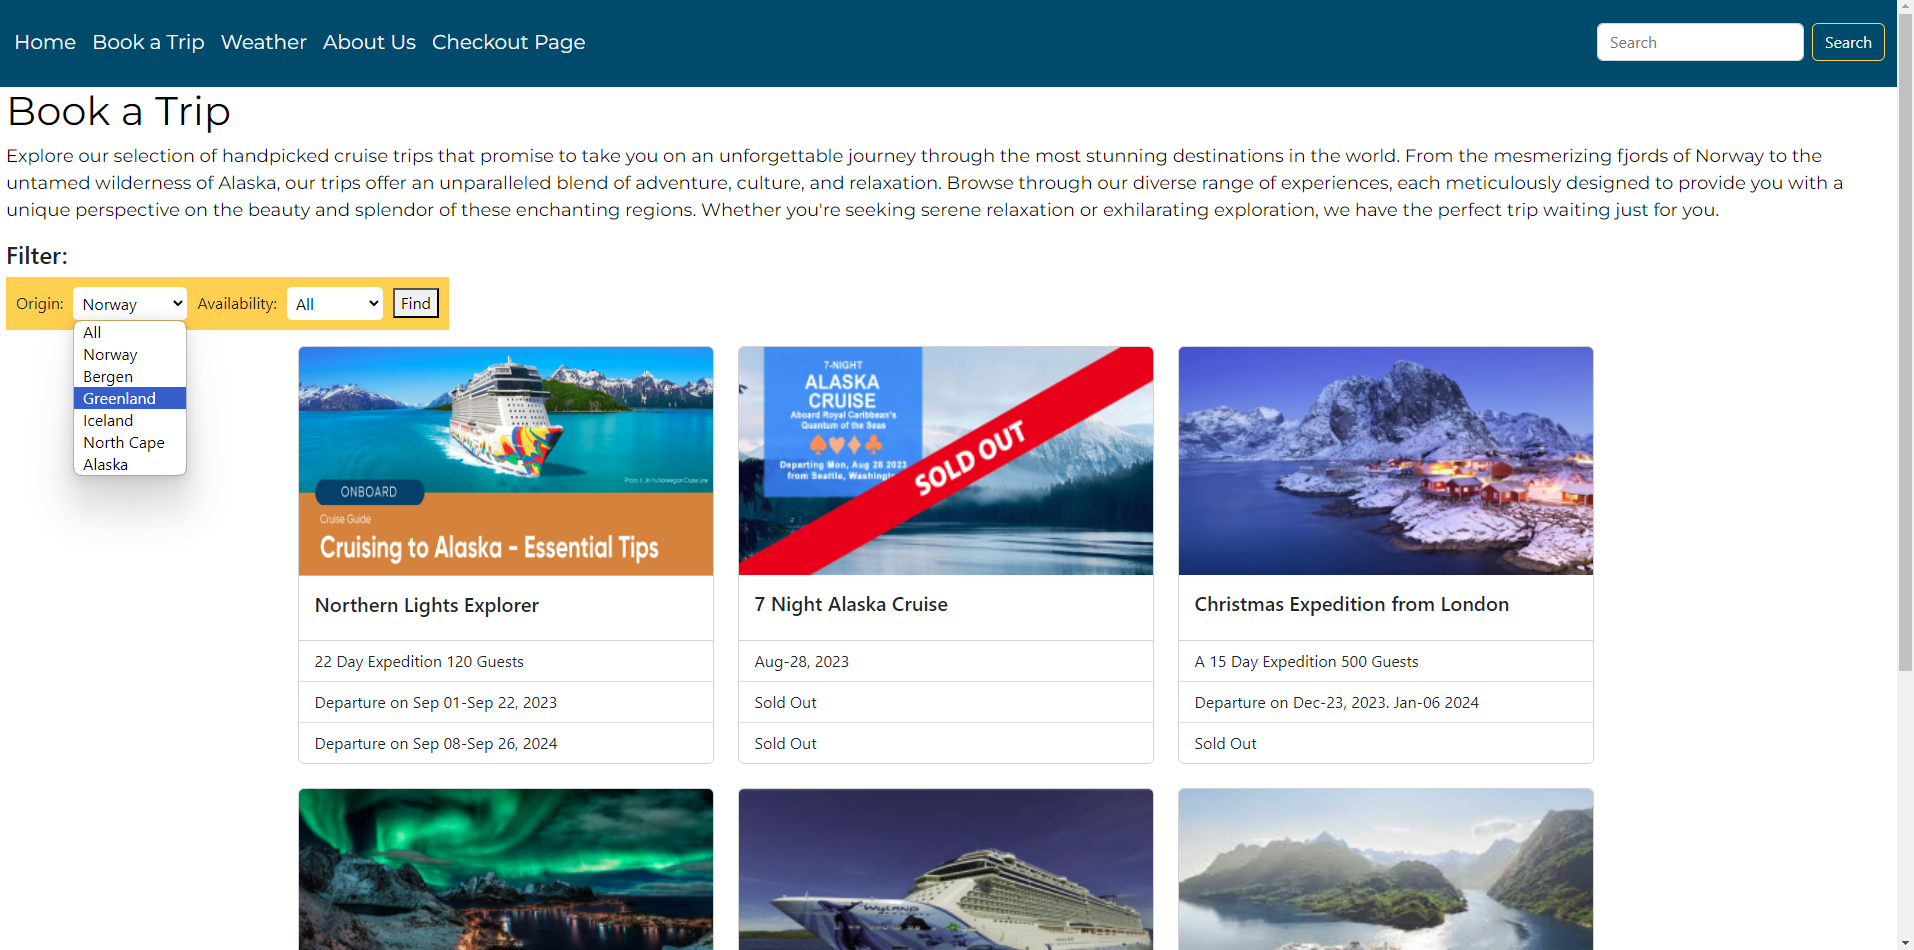 Home Book a Trip Weather About Us Checkout Page Search Search
Book a Trip
Explore our selection of handpicked cruise trips that promise to take you on an unforgettable journey through the most stunning destinations in the world. From the mesmerizing fjords of Norway to the
untamed wilderness of Alaska, our trips offer an unparalleled blend of adventure, culture, and relaxation. Browse through our diverse range of experiences, each meticulously designed to provide you with a
unique perspective on the beauty and splendor of these enchanting regions. Whether you're seeking serene relaxation or exhilarating exploration, we have the perfect trip waiting just for you.
Filter:
Origin: Norway Availability: All Find
All
Norway
Bergen
Greenland
Iceland
North Cape
Alaska
ONBOARD
Cruise Guide
Cruising to Alaska - Essential Tips
Northern Lights Explorer
22 Day Expedition 120 Guests
Departure on Sep 01-Sep 22, 2023
Departure on Sep 08-Sep 26, 2024
7-NIGHT
ALASKA
CRUISE
Aboard Royal Caribbean's
Quantum of the Seas
Departing Mon, Aug 28 2023
from Seattle, Washingt
SOLD OUT
7 Night Alaska Cruise
Aug-28, 2023
Sold Out
Sold Out
Christmas Expedition from London
A 15 Day Expedition 500 Guests
Departure on Dec-23, 2023. Jan-06 2024
Sold Out
WYLAND